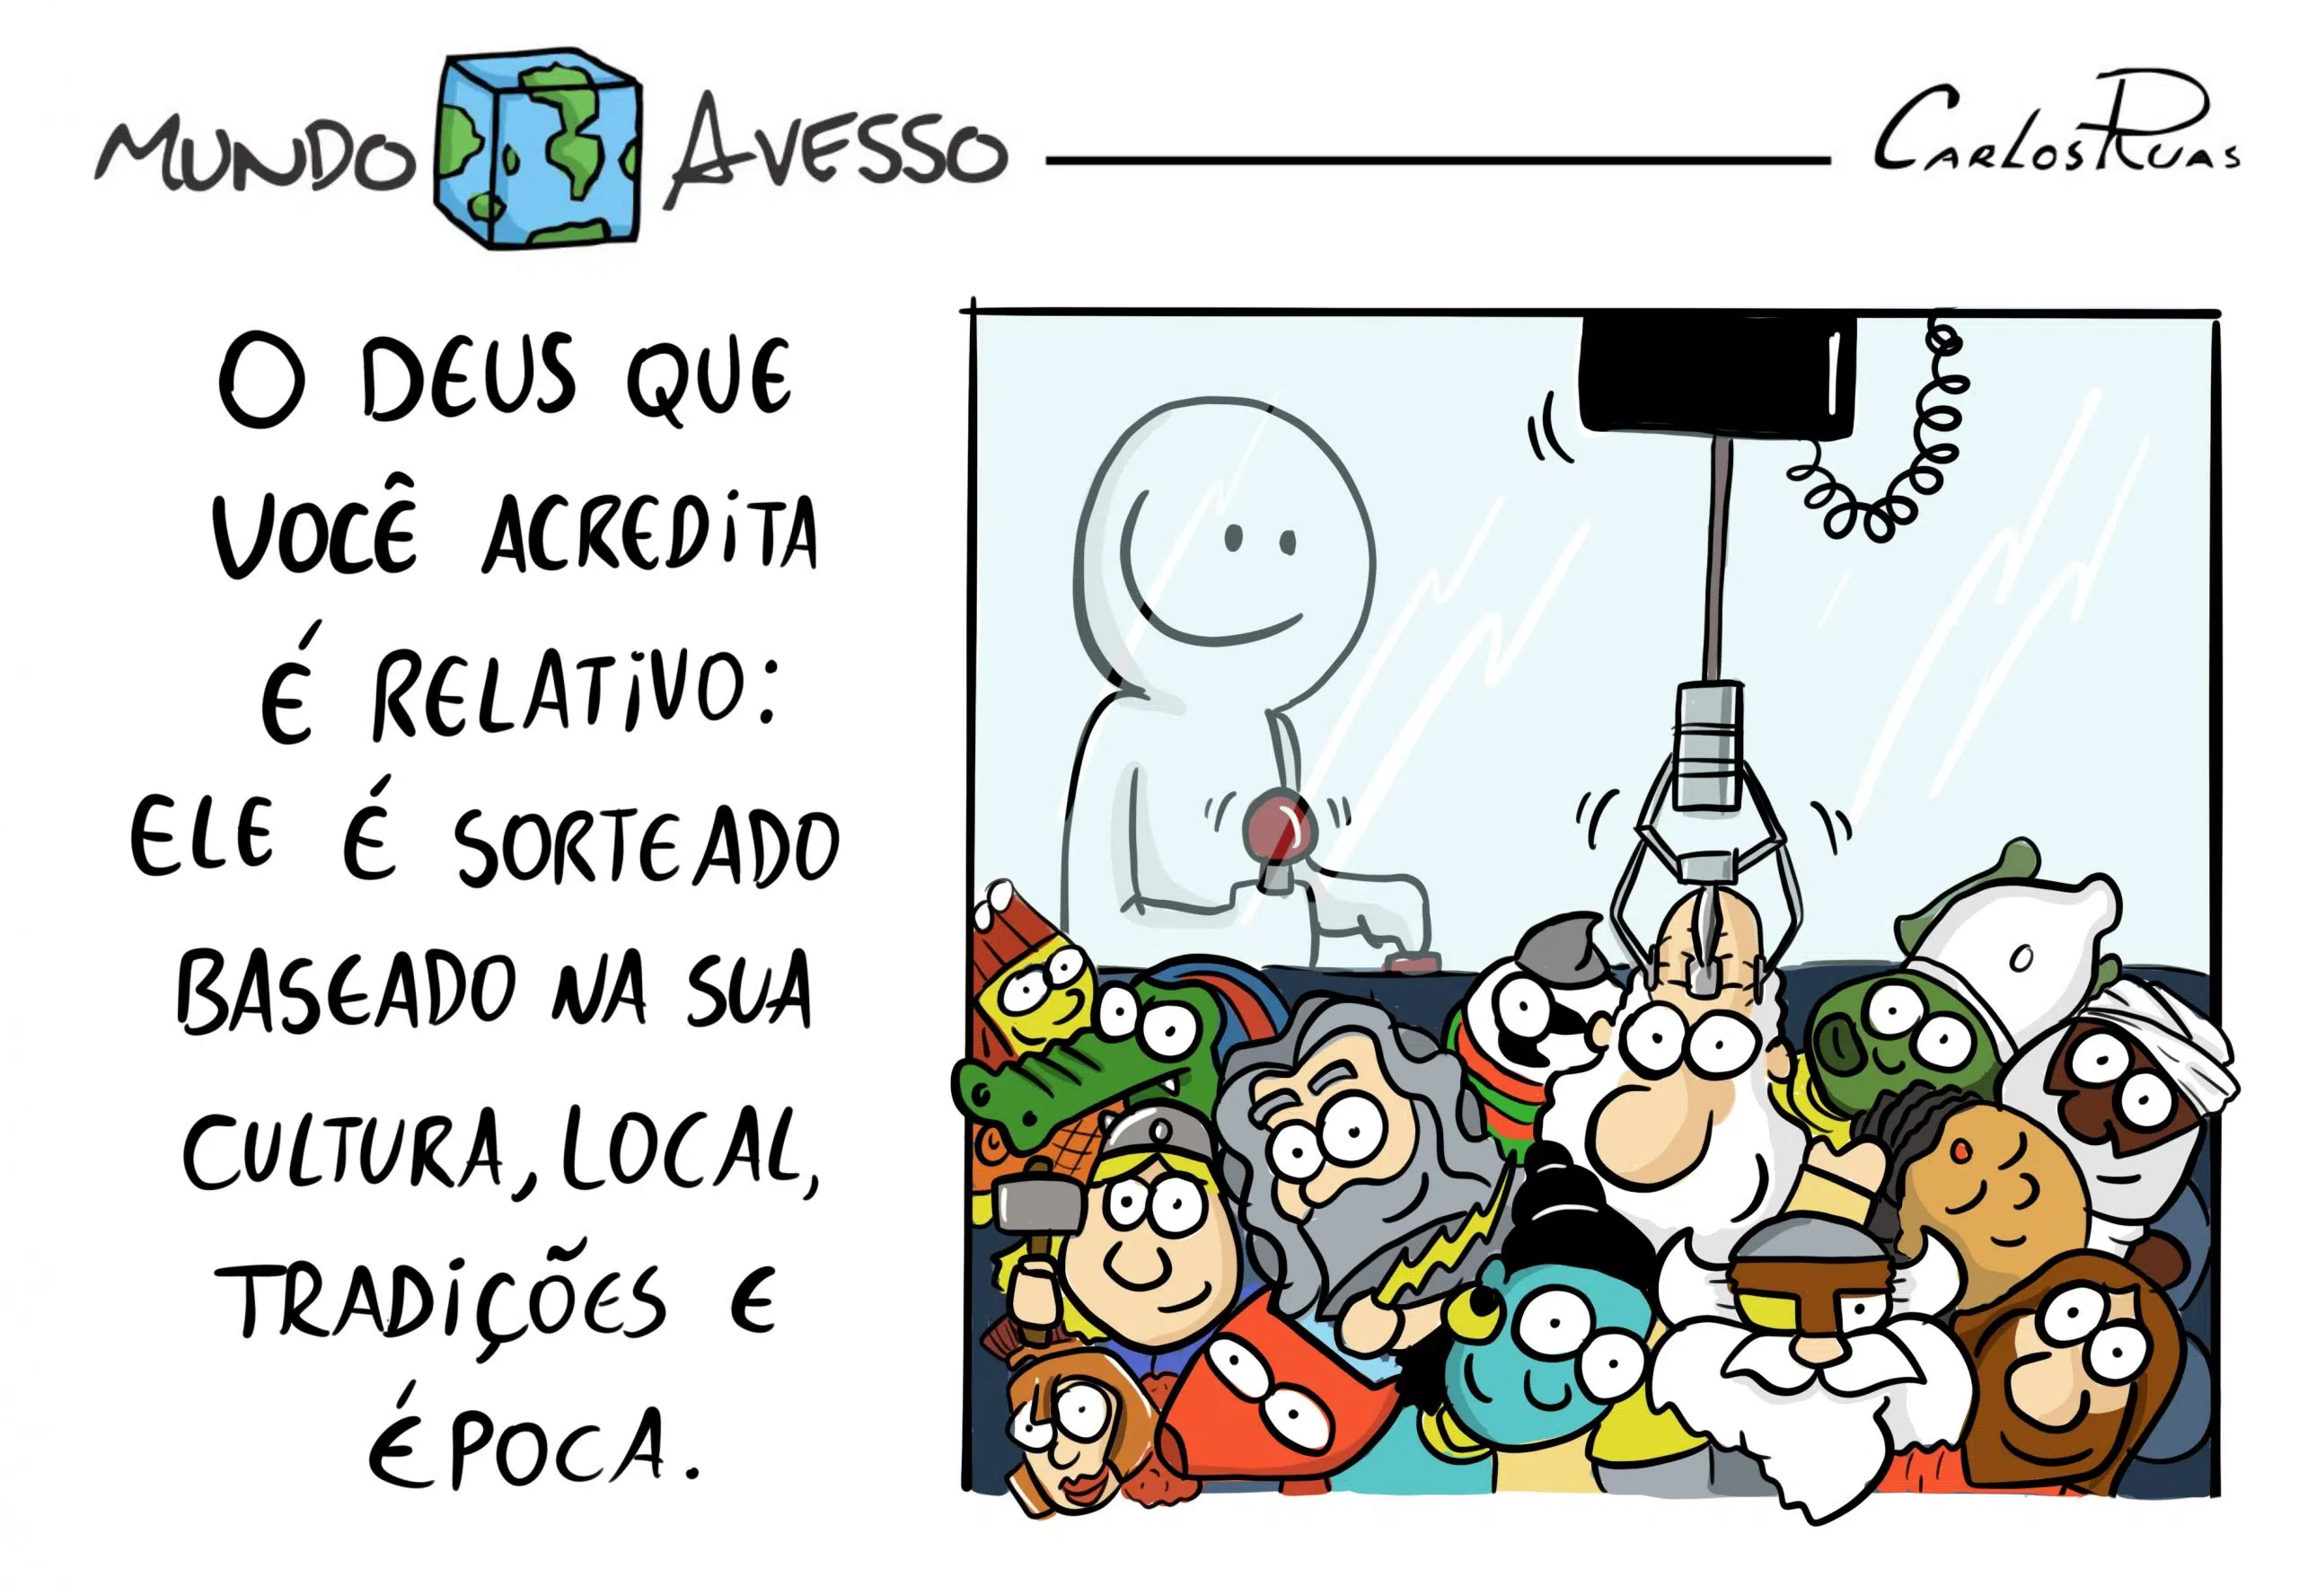 MUNDO AVESSO CARLOS RUAS
O DEUS QUE
VOCÊ ACREDITA
É RELATIVO:
ELE É SORTEADO
BASEADO NA SUA
CULTURA, LOCAL,
TRADIÇÕES E
ÉPOCA.